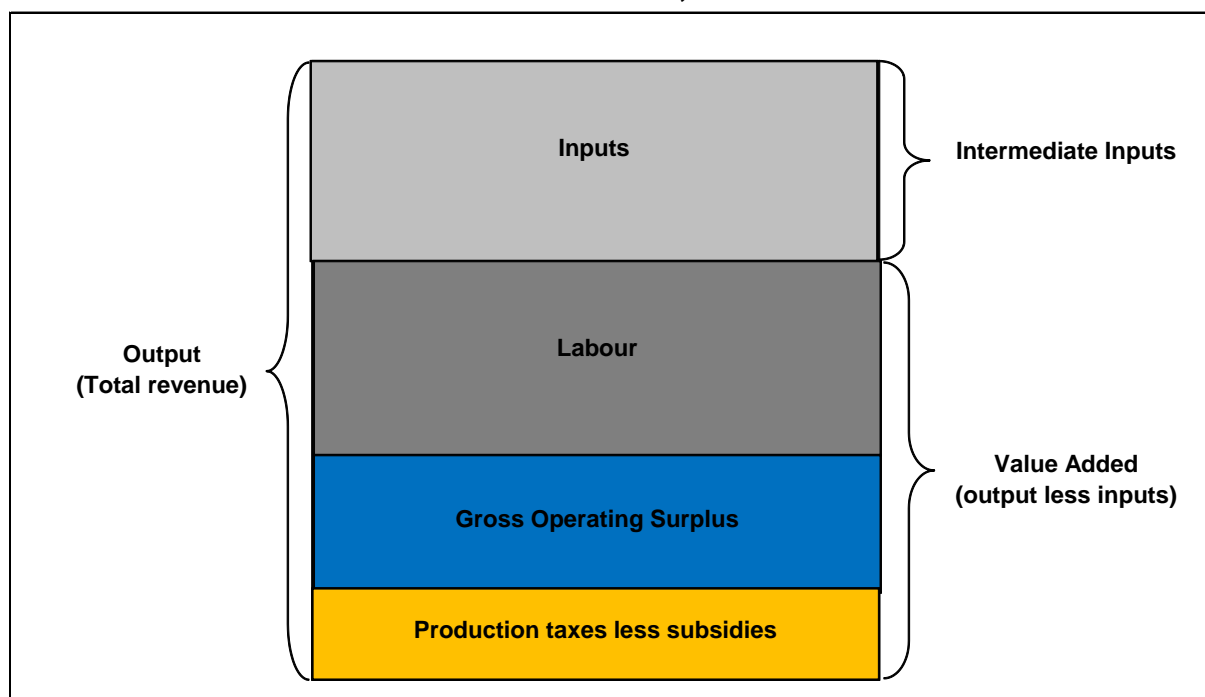 Inputs
Intermediate Inputs
Labour
Output
(Total revenue)
Value Added
(output less inputs)
Gross Operating Surplus
Production taxes less subsidies